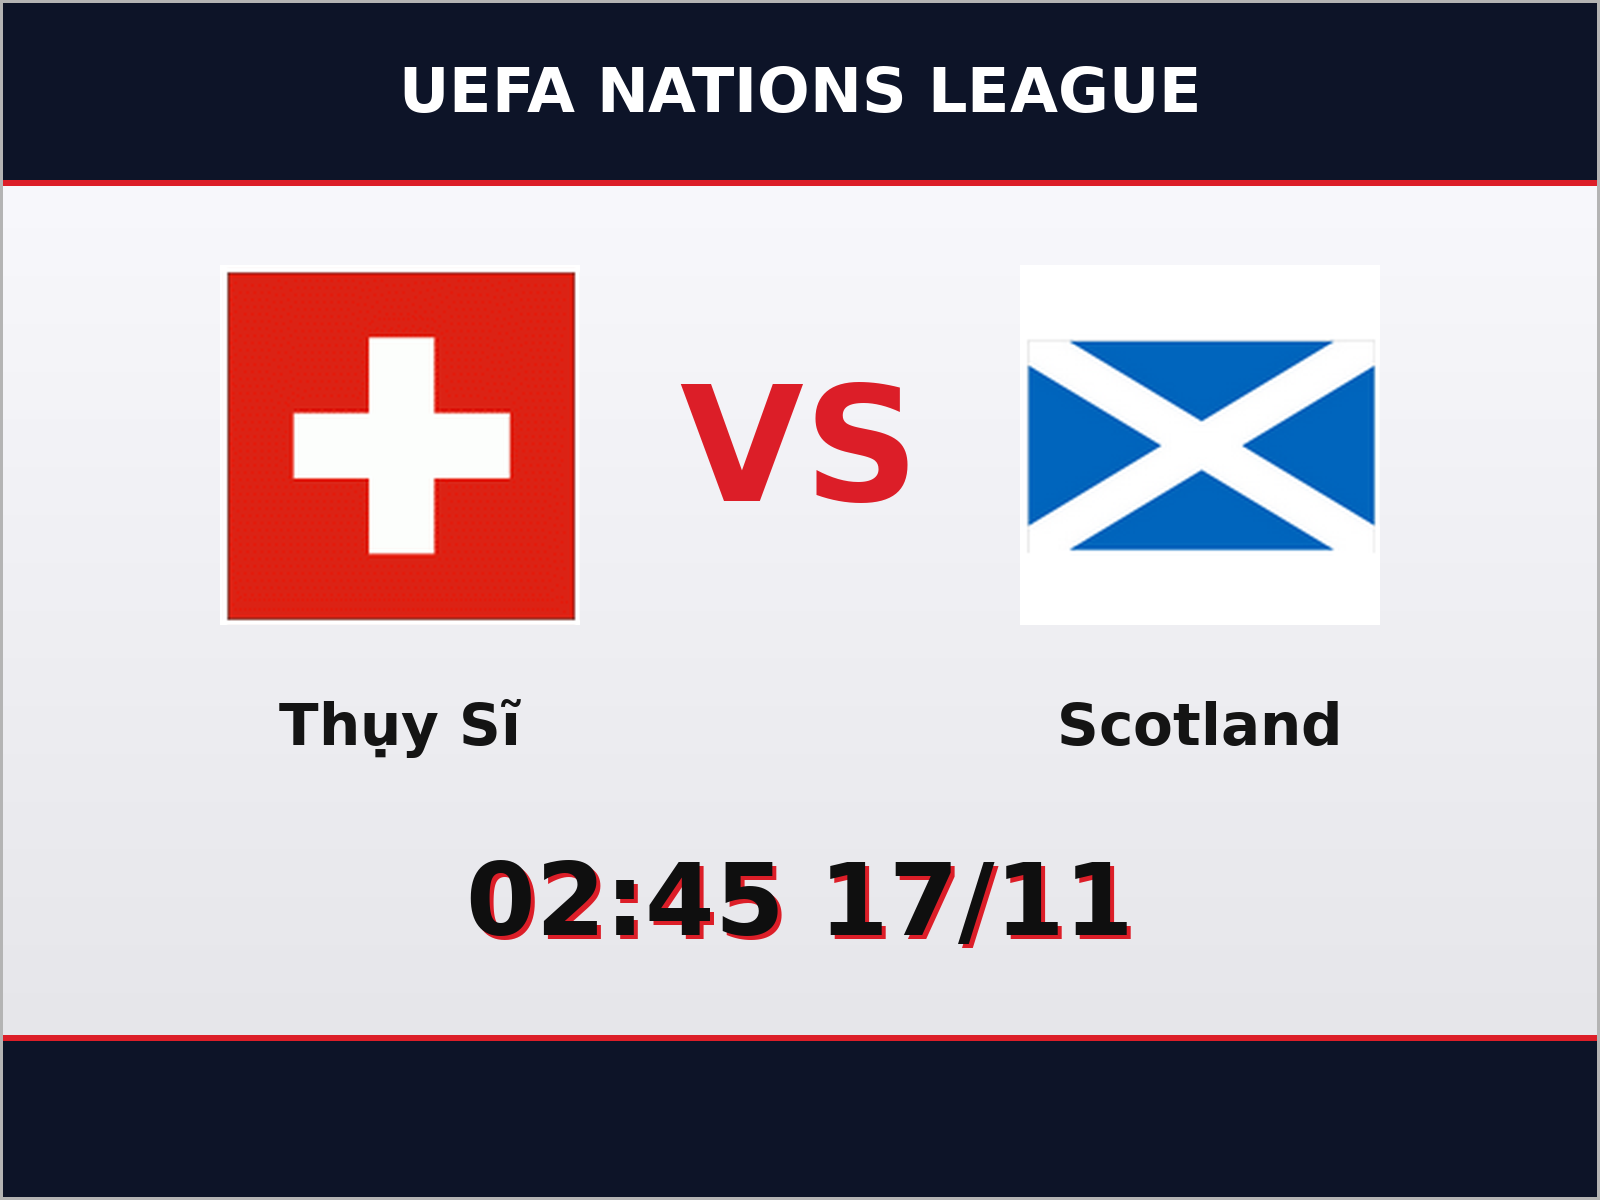 UEFA NATIONS LEAGUE
VS
Thụy Sĩ
Scotland
02:45 17/11